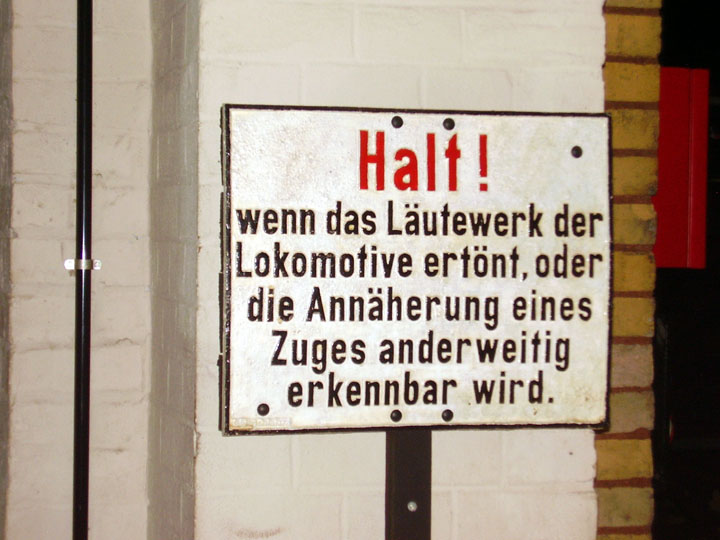 Halt!
wenn das Läutewerk der
Lokomotive ertönt, oder
die Annäherung eines
Zuges anderweitig
erkennbar wird.